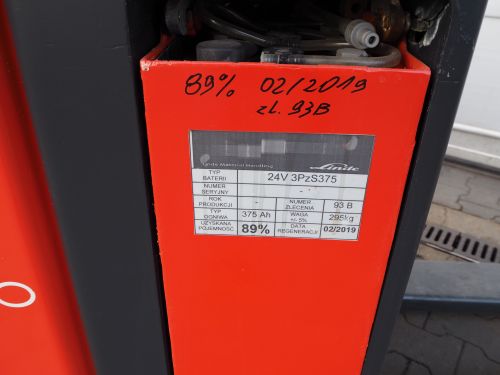 89% 02/2019
zl. 93B
Linde Material Handling Linde
TYP BATERII 24V 3PzS375
NUMER SERYJNY -
ROK PRODUKCJI - NUMER ZLECENIA 93 B
TYP OGNIWA 375 Ah WAGA +/- 5% 295kg
UZYSKANA POJEMNOŚĆ 89% DATA REGENERACJI 02/2019